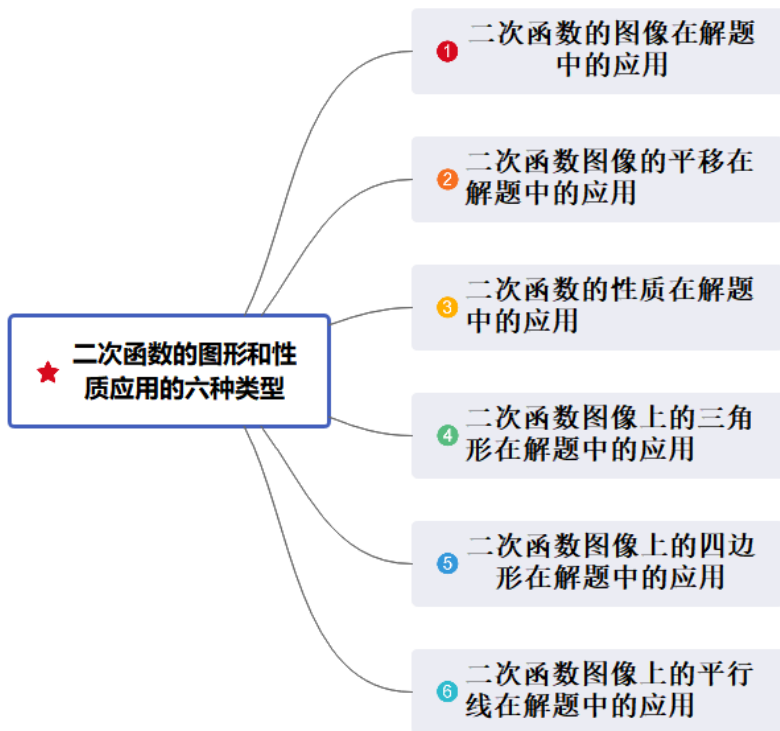 二次函数的图像在解题
1
中的应用
二次函数图像的平移在
2
解题中的应用
二次函数的性质在解题
3
中的应用
二次函数的图形和性
质应用的六种类型
二次函数图像上的三角
4
形在解题中的应用
二次函数图像上的四边
5
形在解题中的应用
二次函数图像上的平行
6
线在解题中的应用